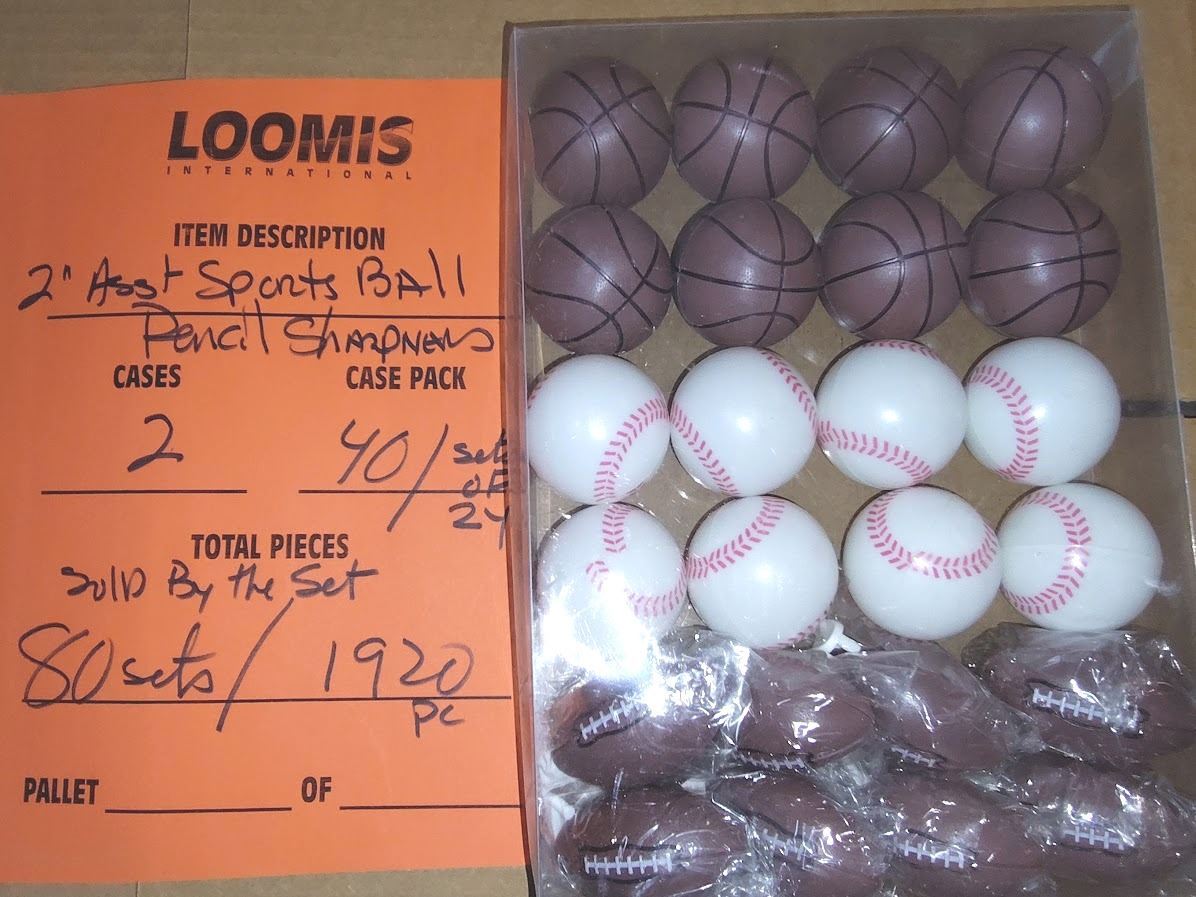 LOOMIS
INTERNATIONAL
ITEM DESCRIPTION
2" Asst Sports BAll
Pencil Sharpners
CASES
CASE PACK
2
40/sets
OF
24
TOTAL PIECES
Sold By the Set
80 sets/1920
pc
PALLET OF